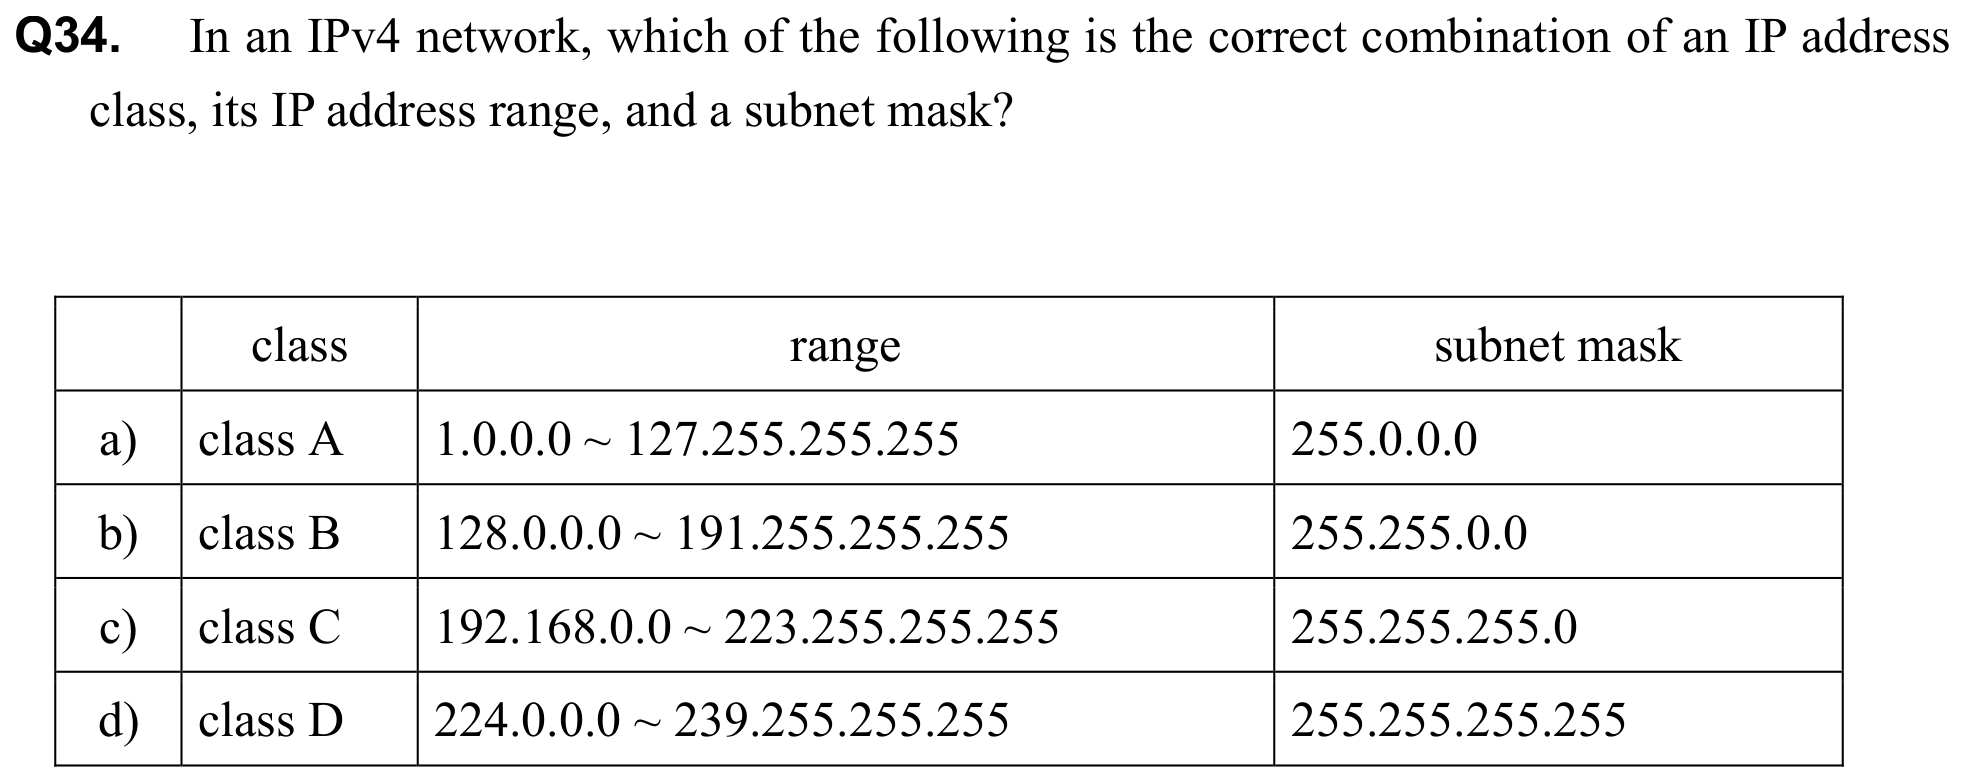 Q34. In an IPv4 network, which of the following is the correct combination of an IP address
class, its IP address range, and a subnet mask?
class range subnet mask
a) class A 1.0.0.0 ~ 127.255.255.255 255.0.0.0
b) class B 128.0.0.0 ~ 191.255.255.255 255.255.0.0
c) class C 192.168.0.0 ~ 223.255.255.255 255.255.255.0
d) class D 224.0.0.0 ~ 239.255.255.255 255.255.255.255